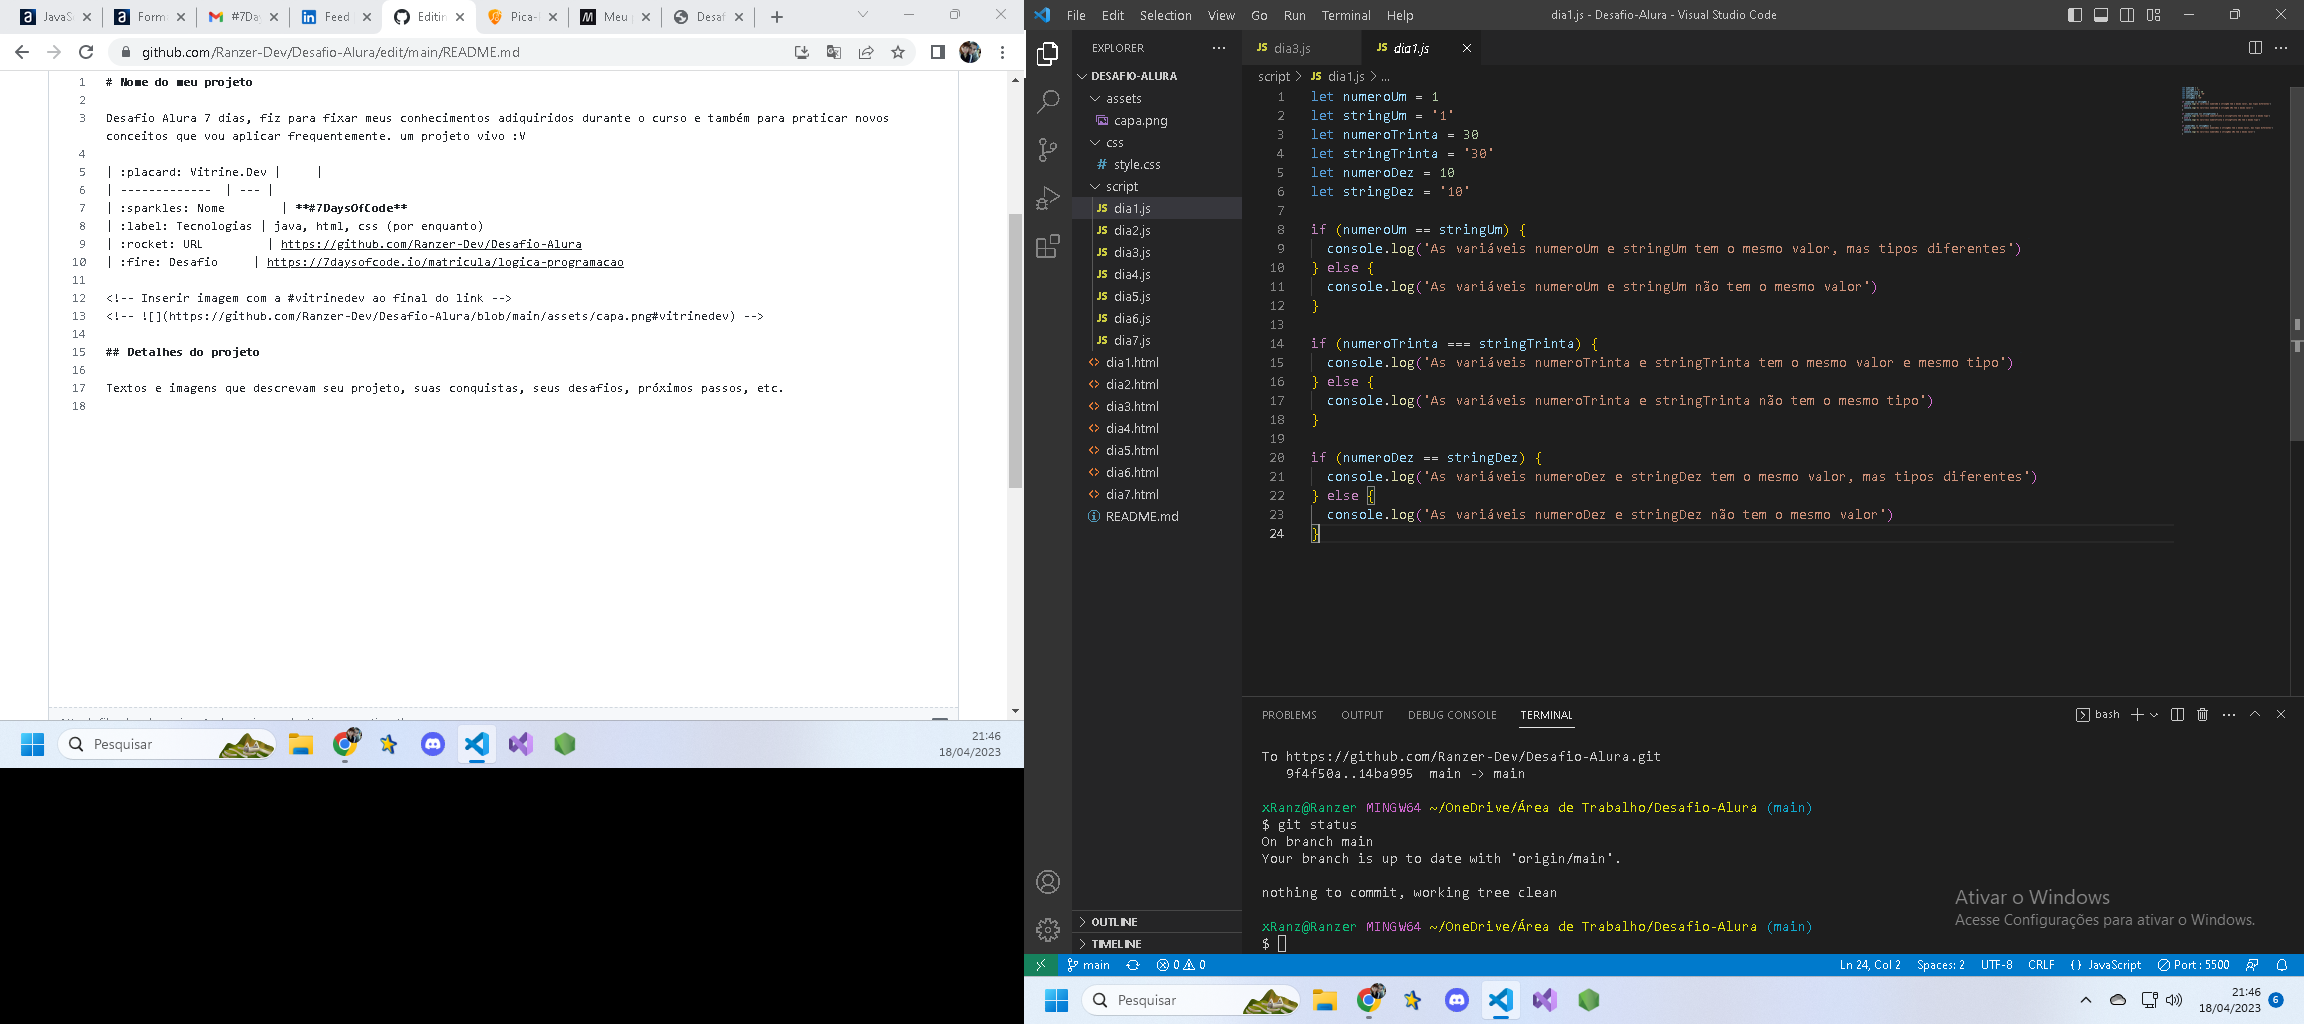 JavaS
Form
#7Da
Feed
Editin
Pica-
Meu
Desaf
github.com/Ranzer-Dev/Desafio-Alura/edit/main/README.md
1 # Nome do meu projeto
2
3 Desafio Alura 7 dias, fiz para fixar meus conhecimentos adiquiridos durante o curso e também para praticar novos
conceitos que vou aplicar frequentemente. um projeto vivo :V
4
5 | :placard: Vitrine.Dev |     |
6 | -------------  | --- |
7 | :sparkles: Nome        | **#7DaysOfCode**
8 | :label: Tecnologias | java, html, css (por enquanto)
9 | :rocket: URL         | https://github.com/Ranzer-Dev/Desafio-Alura
10 | :fire: Desafio     | https://7daysofcode.io/matricula/logica-programacao
11
12 <!-- Inserir imagem com a #vitrinedev ao final do link -->
13 <!-- ![](https://github.com/Ranzer-Dev/Desafio-Alura/blob/main/assets/capa.png#vitrinedev) -->
14
15 ## Detalhes do projeto
16
17 Textos e imagens que descrevam seu projeto, suas conquistas, seus desafios, próximos passos, etc.
18
Pesquisar
21:46
18/04/2023
File Edit Selection View Go Run Terminal Help
dia1.js - Desafio-Alura - Visual Studio Code
EXPLORER
DESAFIO-ALURA
assets
capa.png
css
# style.css
script
JS dia1.js
JS dia2.js
JS dia3.js
JS dia4.js
JS dia5.js
JS dia6.js
JS dia7.js
<> dia1.html
<> dia2.html
<> dia3.html
<> dia4.html
<> dia5.html
<> dia6.html
<> dia7.html
README.md
OUTLINE
TIMELINE
JS dia3.js
JS dia1.js
script > JS dia1.js > ...
1 let numeroUm = 1
2 let stringUm = '1'
3 let numeroTrinta = 30
4 let stringTrinta = '30'
5 let numeroDez = 10
6 let stringDez = '10'
7
8 if (numeroUm == stringUm) {
9   console.log('As variáveis numeroUm e stringUm tem o mesmo valor, mas tipos diferentes')
10 } else {
11   console.log('As variáveis numeroUm e stringUm não tem o mesmo valor')
12 }
13
14 if (numeroTrinta === stringTrinta) {
15   console.log('As variáveis numeroTrinta e stringTrinta tem o mesmo valor e mesmo tipo')
16 } else {
17   console.log('As variáveis numeroTrinta e stringTrinta não tem o mesmo tipo')
18 }
19
20 if (numeroDez == stringDez) {
21   console.log('As variáveis numeroDez e stringDez tem o mesmo valor, mas tipos diferentes')
22 } else {
23   console.log('As variáveis numeroDez e stringDez não tem o mesmo valor')
24 }
PROBLEMS OUTPUT DEBUG CONSOLE TERMINAL
bash
To https://github.com/Ranzer-Dev/Desafio-Alura.git
   9f4f50a..14ba995  main -> main
xRanz@Ranzer MINGW64 ~/OneDrive/Área de Trabalho/Desafio-Alura (main)
$ git status
On branch main
Your branch is up to date with 'origin/main'.
nothing to commit, working tree clean
xRanz@Ranzer MINGW64 ~/OneDrive/Área de Trabalho/Desafio-Alura (main)
$
Ativar o Windows
Acesse Configurações para ativar o Windows.
main
0 0
Ln 24, Col 2 Spaces: 2 UTF-8 CRLF {} JavaScript Port : 5500
Pesquisar
21:46
18/04/2023
6